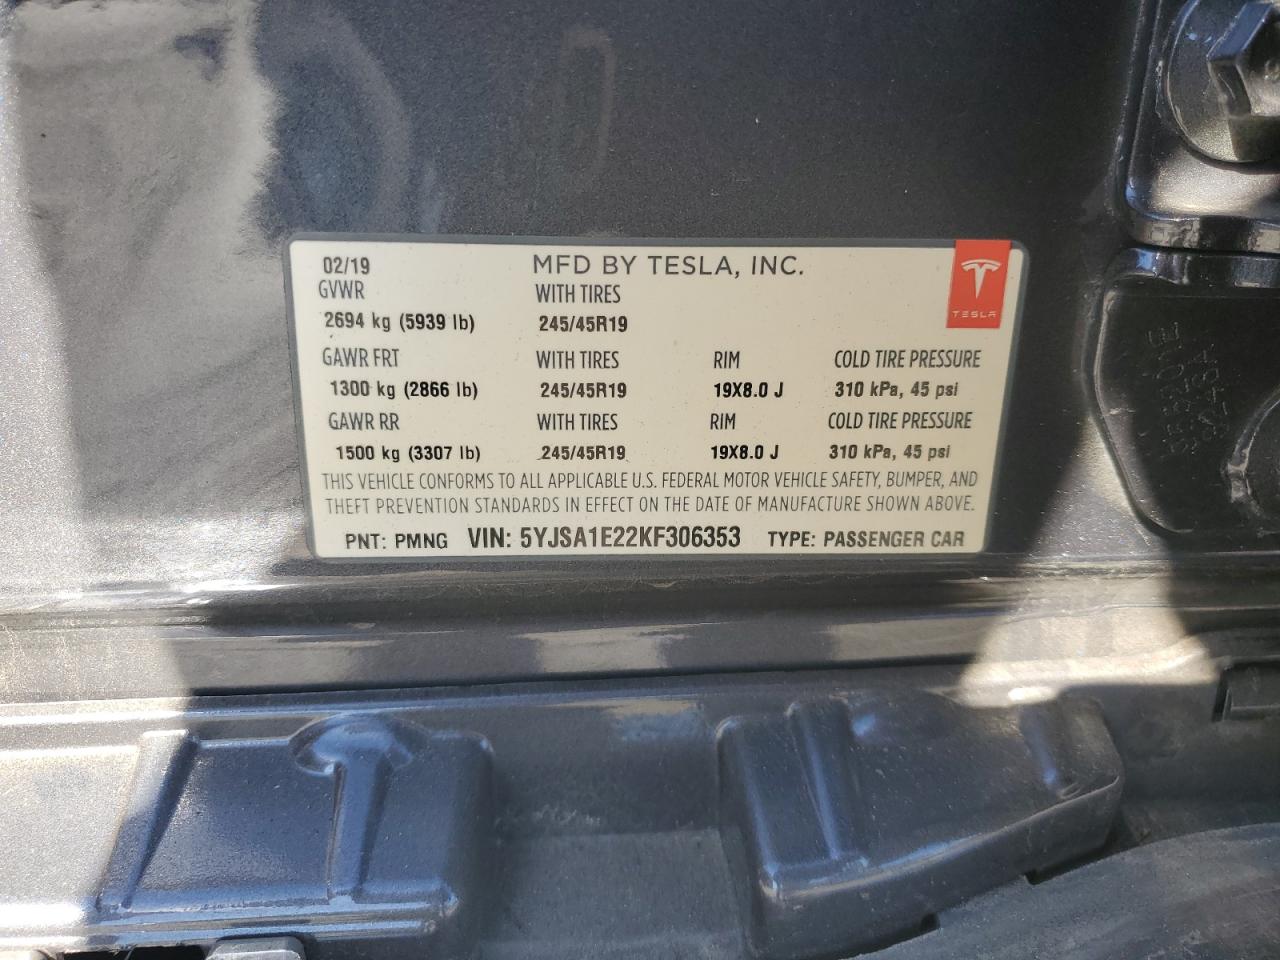 02/19 MFD BY TESLA, INC.
GVWR WITH TIRES
2694 kg (5939 lb) 245/45R19
TESLA
GAWR FRT WITH TIRES RIM COLD TIRE PRESSURE
1300 kg (2866 lb) 245/45R19 19X8.0 J 310 kPa, 45 psi
GAWR RR WITH TIRES RIM COLD TIRE PRESSURE
1500 kg (3307 lb) 245/45R19 19X8.0 J 310 kPa, 45 psi
THIS VEHICLE CONFORMS TO ALL APPLICABLE U.S. FEDERAL MOTOR VEHICLE SAFETY, BUMPER, AND
THEFT PREVENTION STANDARDS IN EFFECT ON THE DATE OF MANUFACTURE SHOWN ABOVE.
PNT: PMNG VIN: 5YJSA1E22KF306353 TYPE: PASSENGER CAR